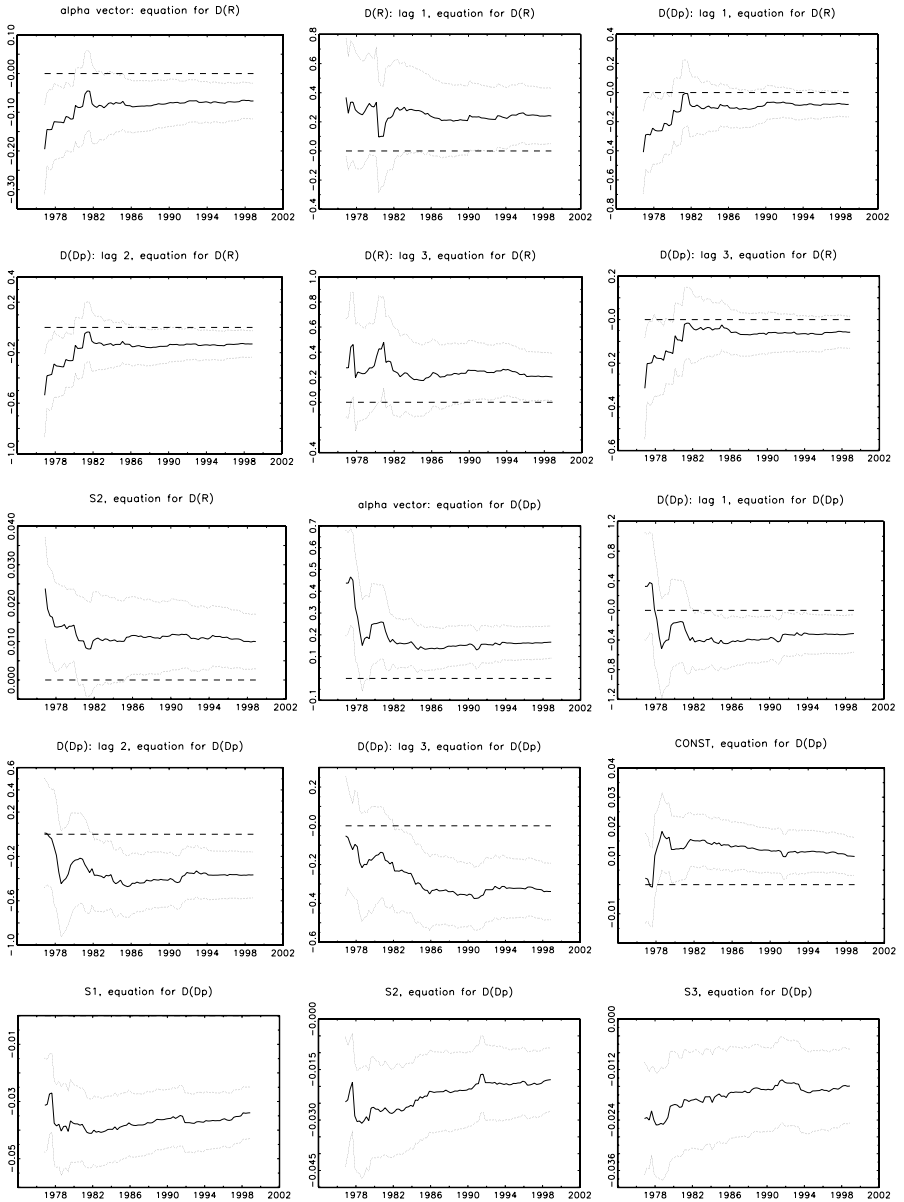 alpha vector: equation for D(R)
0.10 -0.00 -0.10 -0.20 -0.30
1978 1982 1986 1990 1994 1998 2002
D(R): lag 1, equation for D(R)
0.8 0.6 0.4 0.2 -0.0 -0.2 -0.4
1978 1982 1986 1990 1994 1998 2002
D(Dp): lag 1, equation for D(R)
0.4 0.2 -0.0 -0.2 -0.4 -0.6 -0.8
1978 1982 1986 1990 1994 1998 2002
D(Dp): lag 2, equation for D(R)
0.4 0.2 -0.2 -0.6 -1.0
1978 1982 1986 1990 1994 1998 2002
D(R): lag 3, equation for D(R)
1.0 0.8 0.6 0.4 0.2 -0.0 -0.4
1978 1982 1986 1990 1994 1998 2002
D(Dp): lag 3, equation for D(R)
0.2 -0.0 -0.2 -0.4 -0.6
1978 1982 1986 1990 1994 1998 2002
S2, equation for D(R)
0.040 0.030 0.020 0.010 0.000
1978 1982 1986 1990 1994 1998 2002
alpha vector: equation for D(Dp)
0.7 0.5 0.3 0.1 -0.1
1978 1982 1986 1990 1994 1998 2002
D(Dp): lag 1, equation for D(Dp)
1.2 0.8 0.4 -0.0 -0.4 -0.8 -1.2
1978 1982 1986 1990 1994 1998 2002
D(Dp): lag 2, equation for D(Dp)
0.6 0.2 -0.2 -0.6 -1.0
1978 1982 1986 1990 1994 1998 2002
D(Dp): lag 3, equation for D(Dp)
0.2 -0.0 -0.2 -0.4 -0.6
1978 1982 1986 1990 1994 1998 2002
CONST, equation for D(Dp)
0.04 0.03 0.02 0.01 -0.01
1978 1982 1986 1990 1994 1998 2002
S1, equation for D(Dp)
-0.01 -0.03 -0.05
1978 1982 1986 1990 1994 1998 2002
S2, equation for D(Dp)
-0.000 -0.015 -0.030 -0.045
1978 1982 1986 1990 1994 1998 2002
S3, equation for D(Dp)
0.000 -0.012 -0.024 -0.036
1978 1982 1986 1990 1994 1998 2002